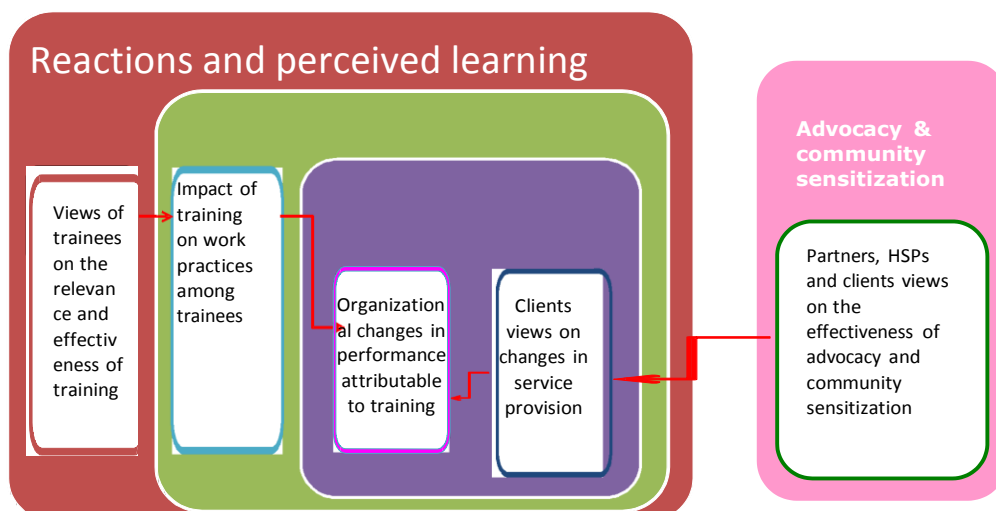 Reactions and perceived learning
Views of
trainees
on the
relevan
ce and
effectiv
eness of
training
Impact of
training
on work
practices
among
trainees
Organization
al changes in
performance
attributable
to training
Clients
views on
changes in
service
provision
Advocacy &
community
sensitization
Partners, HSPs
and clients views
on the
effectiveness of
advocacy and
community
sensitization